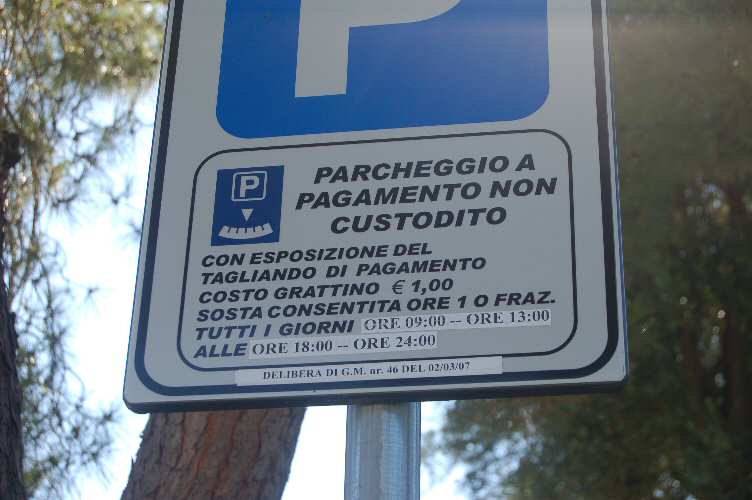 P
P
PARCHEGGIO A
PAGAMENTO NON
CUSTODITO
CON ESPOSIZIONE DEL
TAGLIANDO DI PAGAMENTO
COSTO GRATTINO € 1,00
SOSTA CONSENTITA ORE 1 O FRAZ.
TUTTI I GIORNI ORE 09:00 -- ORE 13:00
ALLE ORE 18:00 -- ORE 24:00
DELIBERA DI G.M. nr. 46 DEL 02/03/07